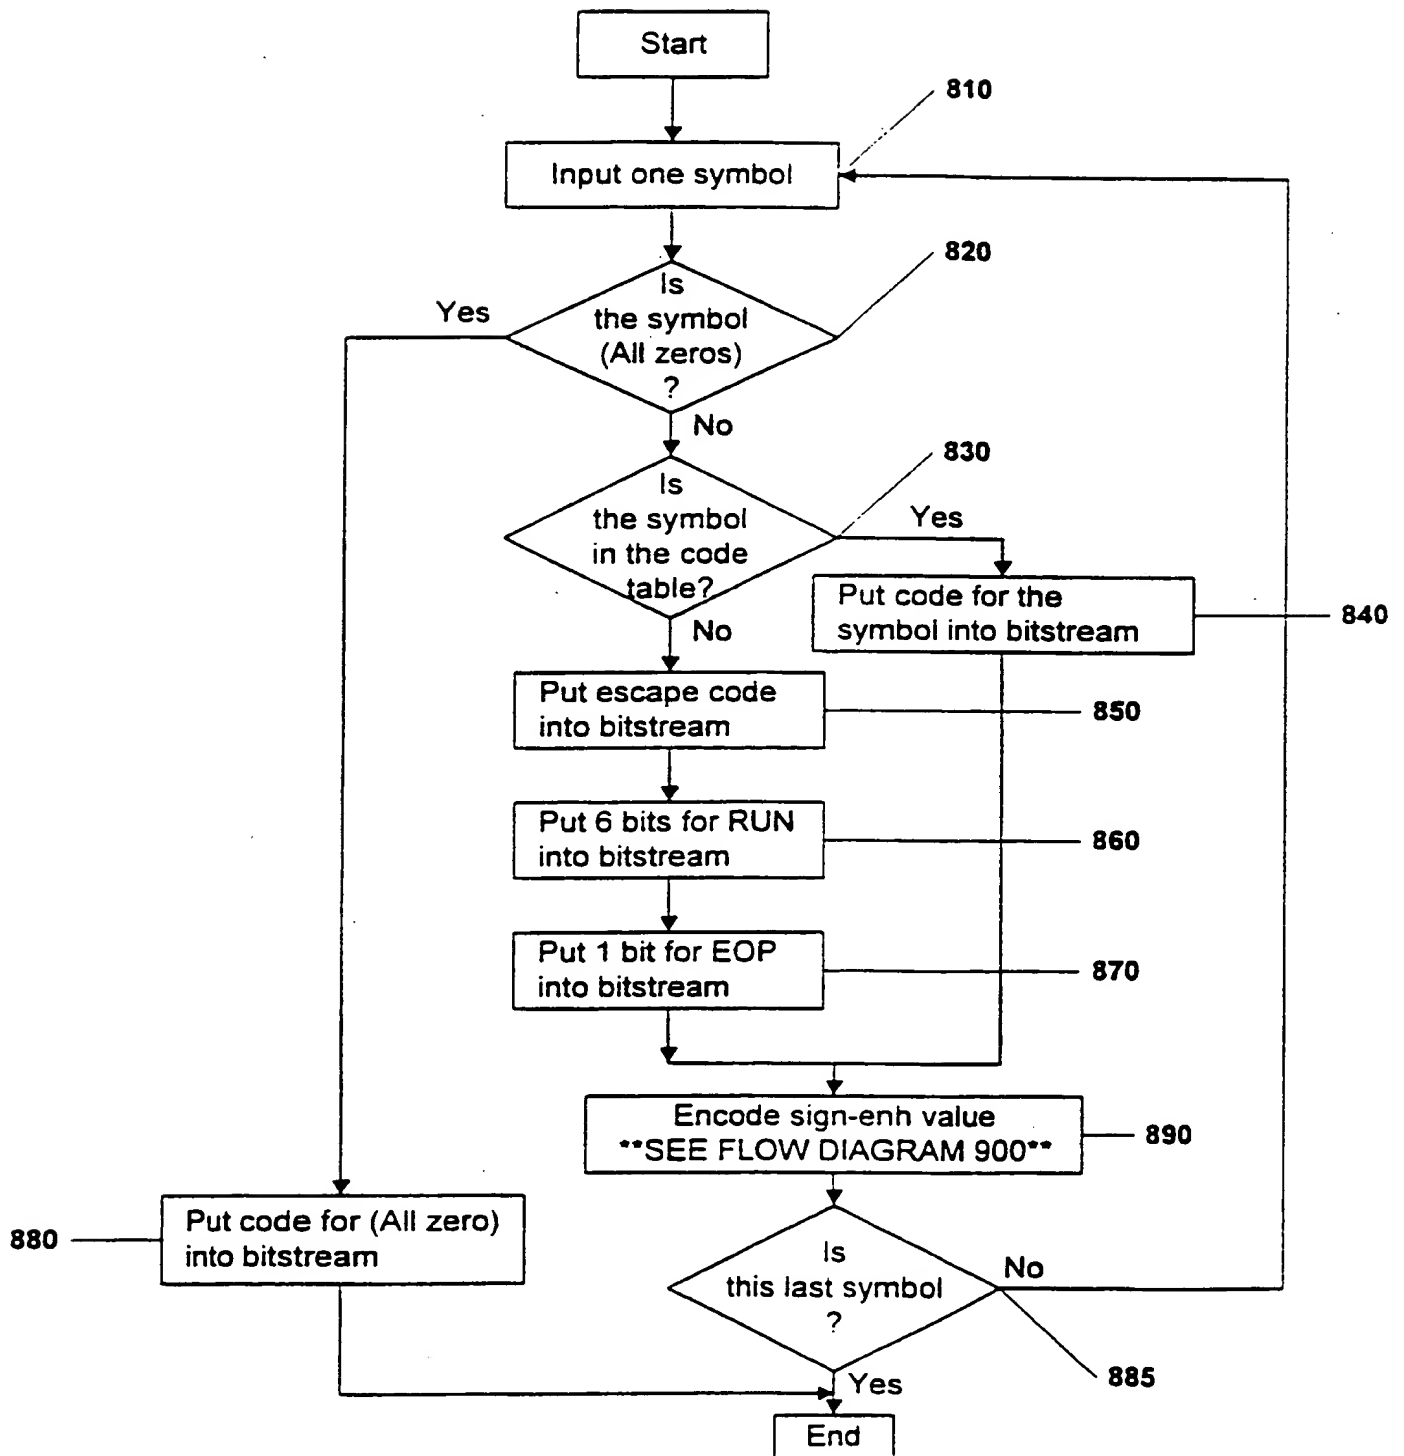 Start
810
Input one symbol
820
Is
the symbol
(All zeros)
?
Yes
No
830
Is
the symbol
in the code
table?
Yes
No
Put code for the
symbol into bitstream
840
Put escape code
into bitstream
850
Put 6 bits for RUN
into bitstream
860
Put 1 bit for EOP
into bitstream
870
Encode sign-enh value
**SEE FLOW DIAGRAM 900**
890
880
Put code for (All zero)
into bitstream
Is
this last symbol
?
No
885
Yes
End